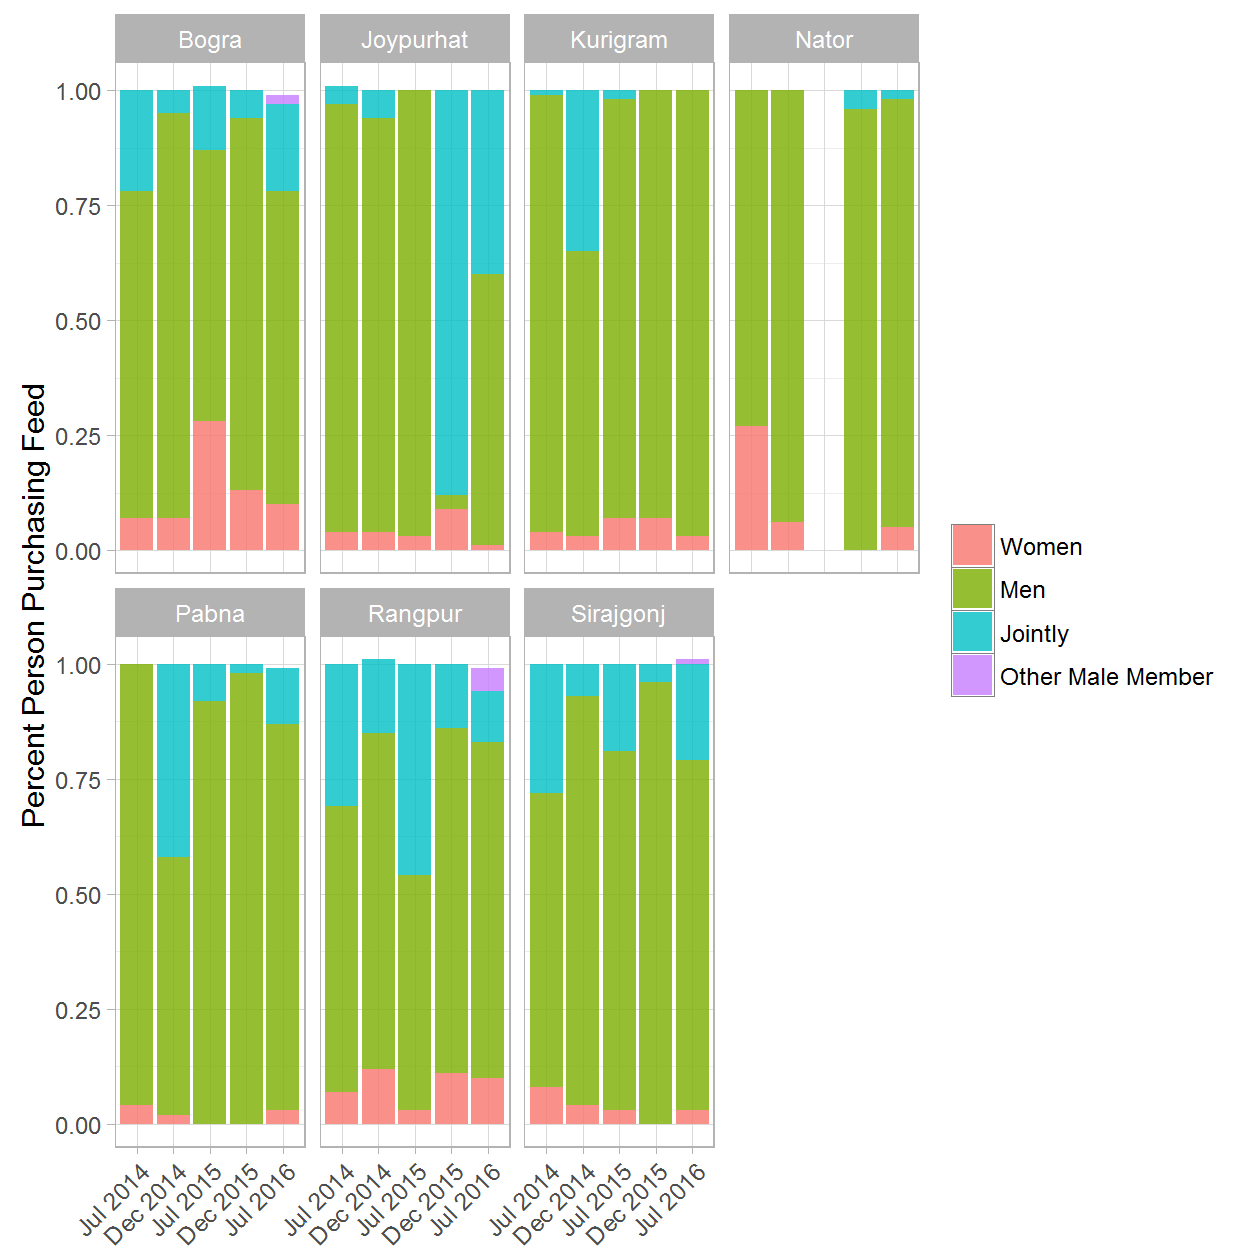 Bogra
Joypurhat
Kurigram
Nator
1.00
0.75
0.50
0.25
0.00
Percent Person Purchasing Feed
Women
Men
Jointly
Other Male Member
Pabna
Rangpur
Sirajgonj
1.00
0.75
0.50
0.25
0.00
Jul 2014
Dec 2014
Jul 2015
Dec 2015
Jul 2016
Jul 2014
Dec 2014
Jul 2015
Dec 2015
Jul 2016
Jul 2014
Dec 2014
Jul 2015
Dec 2015
Jul 2016